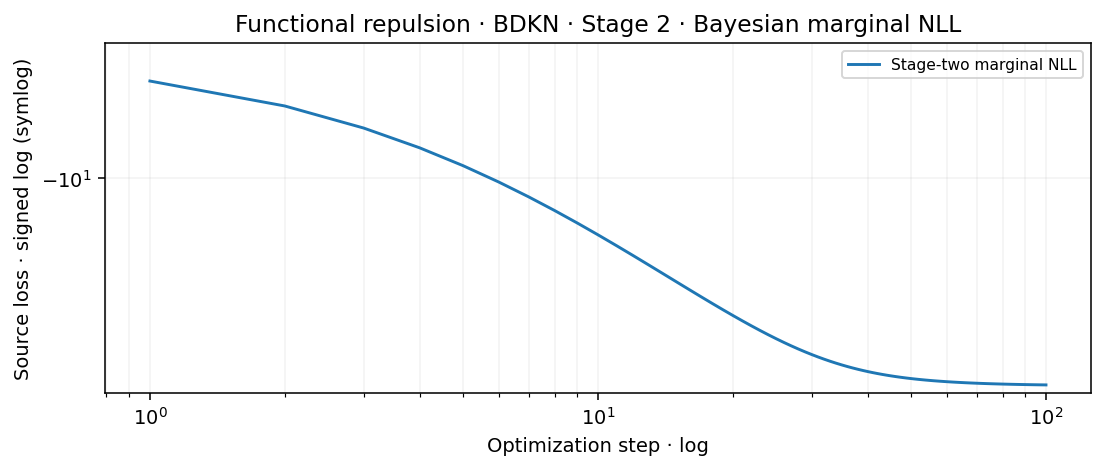 Functional repulsion · BDKN · Stage 2 · Bayesian marginal NLL
Stage-two marginal NLL
Source loss · signed log (symlog)
−10¹
10⁰ 10¹ 10²
Optimization step · log